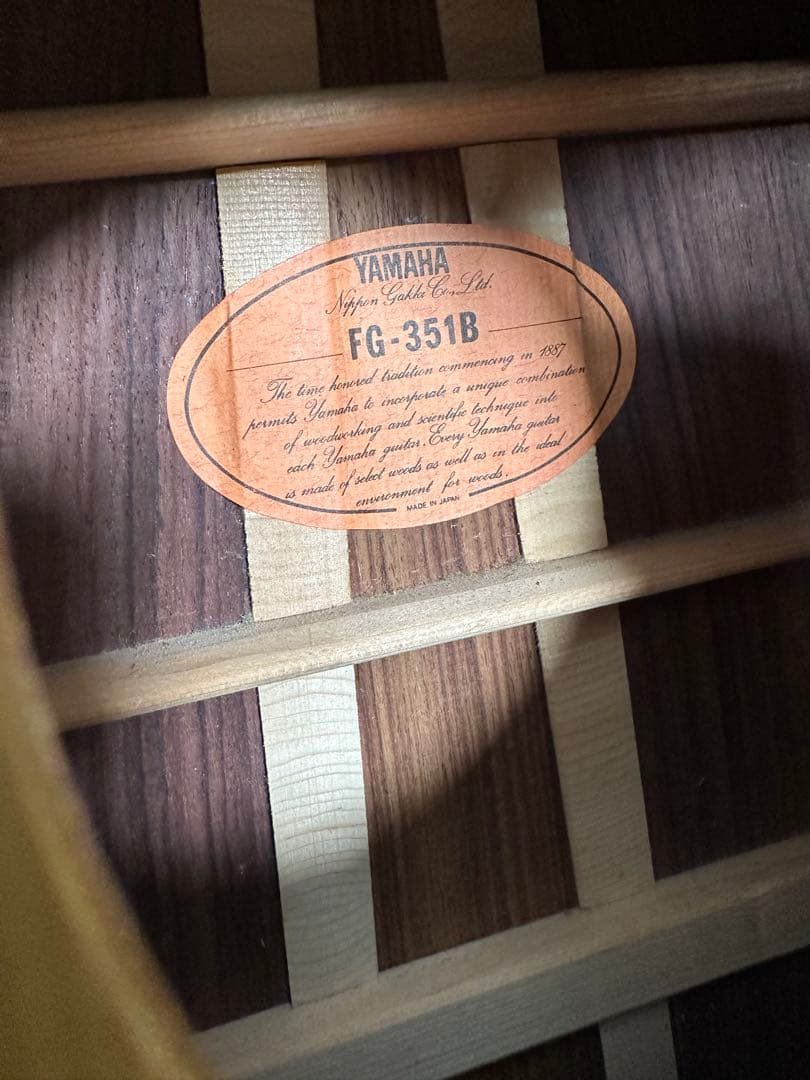 YAMAHA
Nippon Gakki Co., Ltd.
FG-351B
The time honored tradition commencing in 1887
permits Yamaha to incorporate a unique combination
of woodworking and scientific technique into
each Yamaha guitar. Every Yamaha guitar
is made of select woods as well as in the ideal
environment for woods.
MADE IN JAPAN